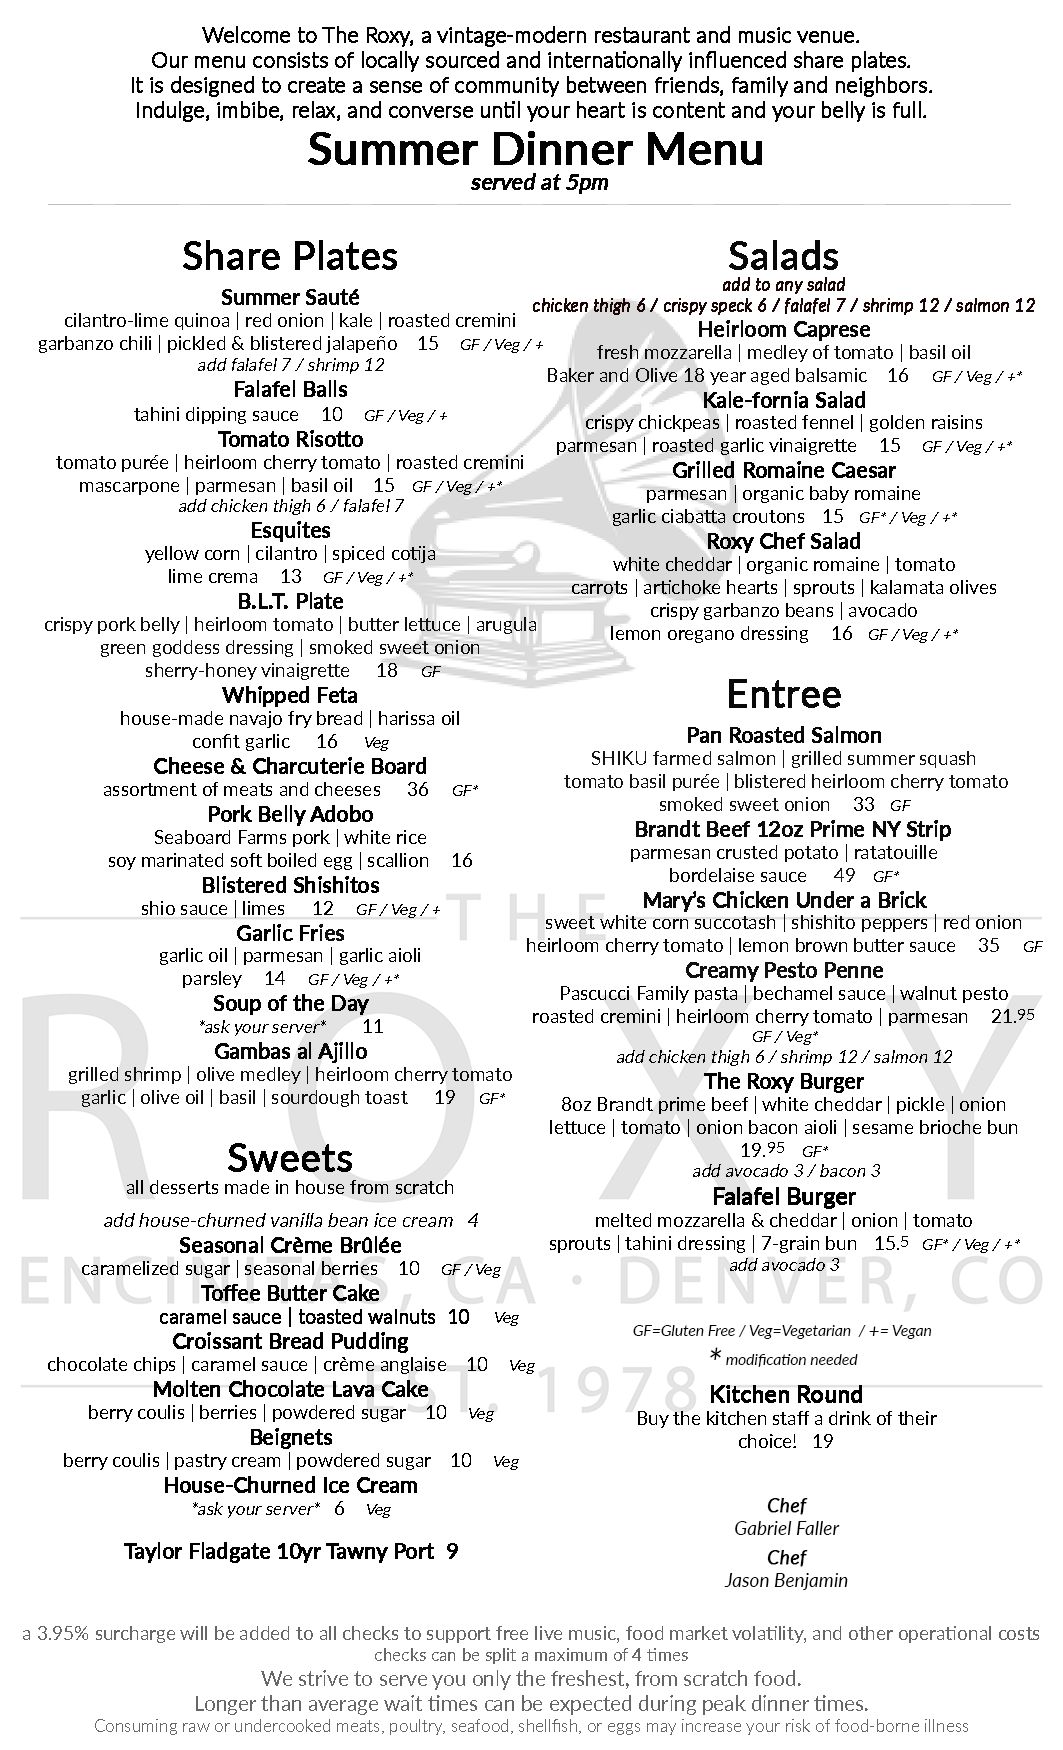 Welcome to The Roxy, a vintage-modern restaurant and music venue.
Our menu consists of locally sourced and internationally influenced share plates.
It is designed to create a sense of community between friends, family and neighbors.
Indulge, imbibe, relax, and converse until your heart is content and your belly is full.
Summer Dinner Menu
served at 5pm
Share Plates
Summer Sauté
cilantro-lime quinoa | red onion | kale | roasted cremini
garbanzo chili | pickled & blistered jalapeño 15 GF / Veg / +
add falafel 7 / shrimp 12
Falafel Balls
tahini dipping sauce 10 GF / Veg / +
Tomato Risotto
tomato purée | heirloom cherry tomato | roasted cremini
mascarpone | parmesan | basil oil 15 GF / Veg / +*
add chicken thigh 6 / falafel 7
Esquites
yellow corn | cilantro | spiced cotija
lime crema 13 GF / Veg / +*
B.L.T. Plate
crispy pork belly | heirloom tomato | butter lettuce | arugula
green goddess dressing | smoked sweet onion
sherry-honey vinaigrette 18 GF
Whipped Feta
house-made navajo fry bread | harissa oil
confit garlic 16 Veg
Cheese & Charcuterie Board
assortment of meats and cheeses 36 GF*
Pork Belly Adobo
Seaboard Farms pork | white rice
soy marinated soft boiled egg | scallion 16
Blistered Shishitos
shio sauce | limes 12 GF / Veg / +
Garlic Fries
garlic oil | parmesan | garlic aioli
parsley 14 GF / Veg / +*
Soup of the Day
*ask your server* 11
Gambas al Ajillo
grilled shrimp | olive medley | heirloom cherry tomato
garlic | olive oil | basil | sourdough toast 19 GF*
Sweets
all desserts made in house from scratch
add house-churned vanilla bean ice cream 4
Seasonal Crème Brûlée
caramelized sugar | seasonal berries 10 GF / Veg
Toffee Butter Cake
caramel sauce | toasted walnuts 10 Veg
Croissant Bread Pudding
chocolate chips | caramel sauce | crème anglaise 10 Veg
Molten Chocolate Lava Cake
berry coulis | berries | powdered sugar 10 Veg
Beignets
berry coulis | pastry cream | powdered sugar 10 Veg
House-Churned Ice Cream
*ask your server* 6 Veg
Taylor Fladgate 10yr Tawny Port 9
Salads
add to any salad
chicken thigh 6 / crispy speck 6 / falafel 7 / shrimp 12 / salmon 12
Heirloom Caprese
fresh mozzarella | medley of tomato | basil oil
Baker and Olive 18 year aged balsamic 16 GF / Veg / +*
Kale-fornia Salad
crispy chickpeas | roasted fennel | golden raisins
parmesan | roasted garlic vinaigrette 15 GF / Veg / +*
Grilled Romaine Caesar
parmesan | organic baby romaine
garlic ciabatta croutons 15 GF* / Veg / +*
Roxy Chef Salad
white cheddar | organic romaine | tomato
carrots | artichoke hearts | sprouts | kalamata olives
crispy garbanzo beans | avocado
lemon oregano dressing 16 GF / Veg / +*
Entree
Pan Roasted Salmon
SHIKU farmed salmon | grilled summer squash
tomato basil purée | blistered heirloom cherry tomato
smoked sweet onion 33 GF
Brandt Beef 12oz Prime NY Strip
parmesan crusted potato | ratatouille
bordelaise sauce 49 GF*
Mary's Chicken Under a Brick
sweet white corn succotash | shishito peppers | red onion
heirloom cherry tomato | lemon brown butter sauce 35 GF
Creamy Pesto Penne
Pascucci Family pasta | bechamel sauce | walnut pesto
roasted cremini | heirloom cherry tomato | parmesan 21.95
GF / Veg*
add chicken thigh 6 / shrimp 12 / salmon 12
The Roxy Burger
8oz Brandt prime beef | white cheddar | pickle | onion
lettuce | tomato | onion bacon aioli | sesame brioche bun
19.95 GF*
add avocado 3 / bacon 3
Falafel Burger
melted mozzarella & cheddar | onion | tomato
sprouts | tahini dressing | 7-grain bun 15.5 GF* / Veg / +*
add avocado 3
GF=Gluten Free / Veg=Vegetarian / += Vegan
* modification needed
Kitchen Round
Buy the kitchen staff a drink of their
choice! 19
Chef
Gabriel Faller
Chef
Jason Benjamin
THE
ROXY
ENCINITAS, CA · DENVER, CO
EST. 1978
a 3.95% surcharge will be added to all checks to support free live music, food market volatility, and other operational costs
checks can be split a maximum of 4 times
We strive to serve you only the freshest, from scratch food.
Longer than average wait times can be expected during peak dinner times.
Consuming raw or undercooked meats, poultry, seafood, shellfish, or eggs may increase your risk of food-borne illness